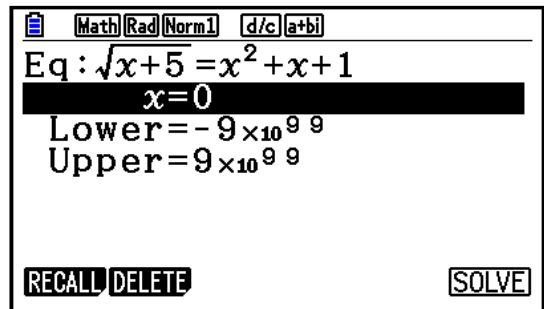 Math Rad Norm1 d/c a+bi
Eq:√x+5=x²+x+1
x=0
Lower=-9×10⁹⁹
Upper=9×10⁹⁹
RECALL DELETE SOLVE